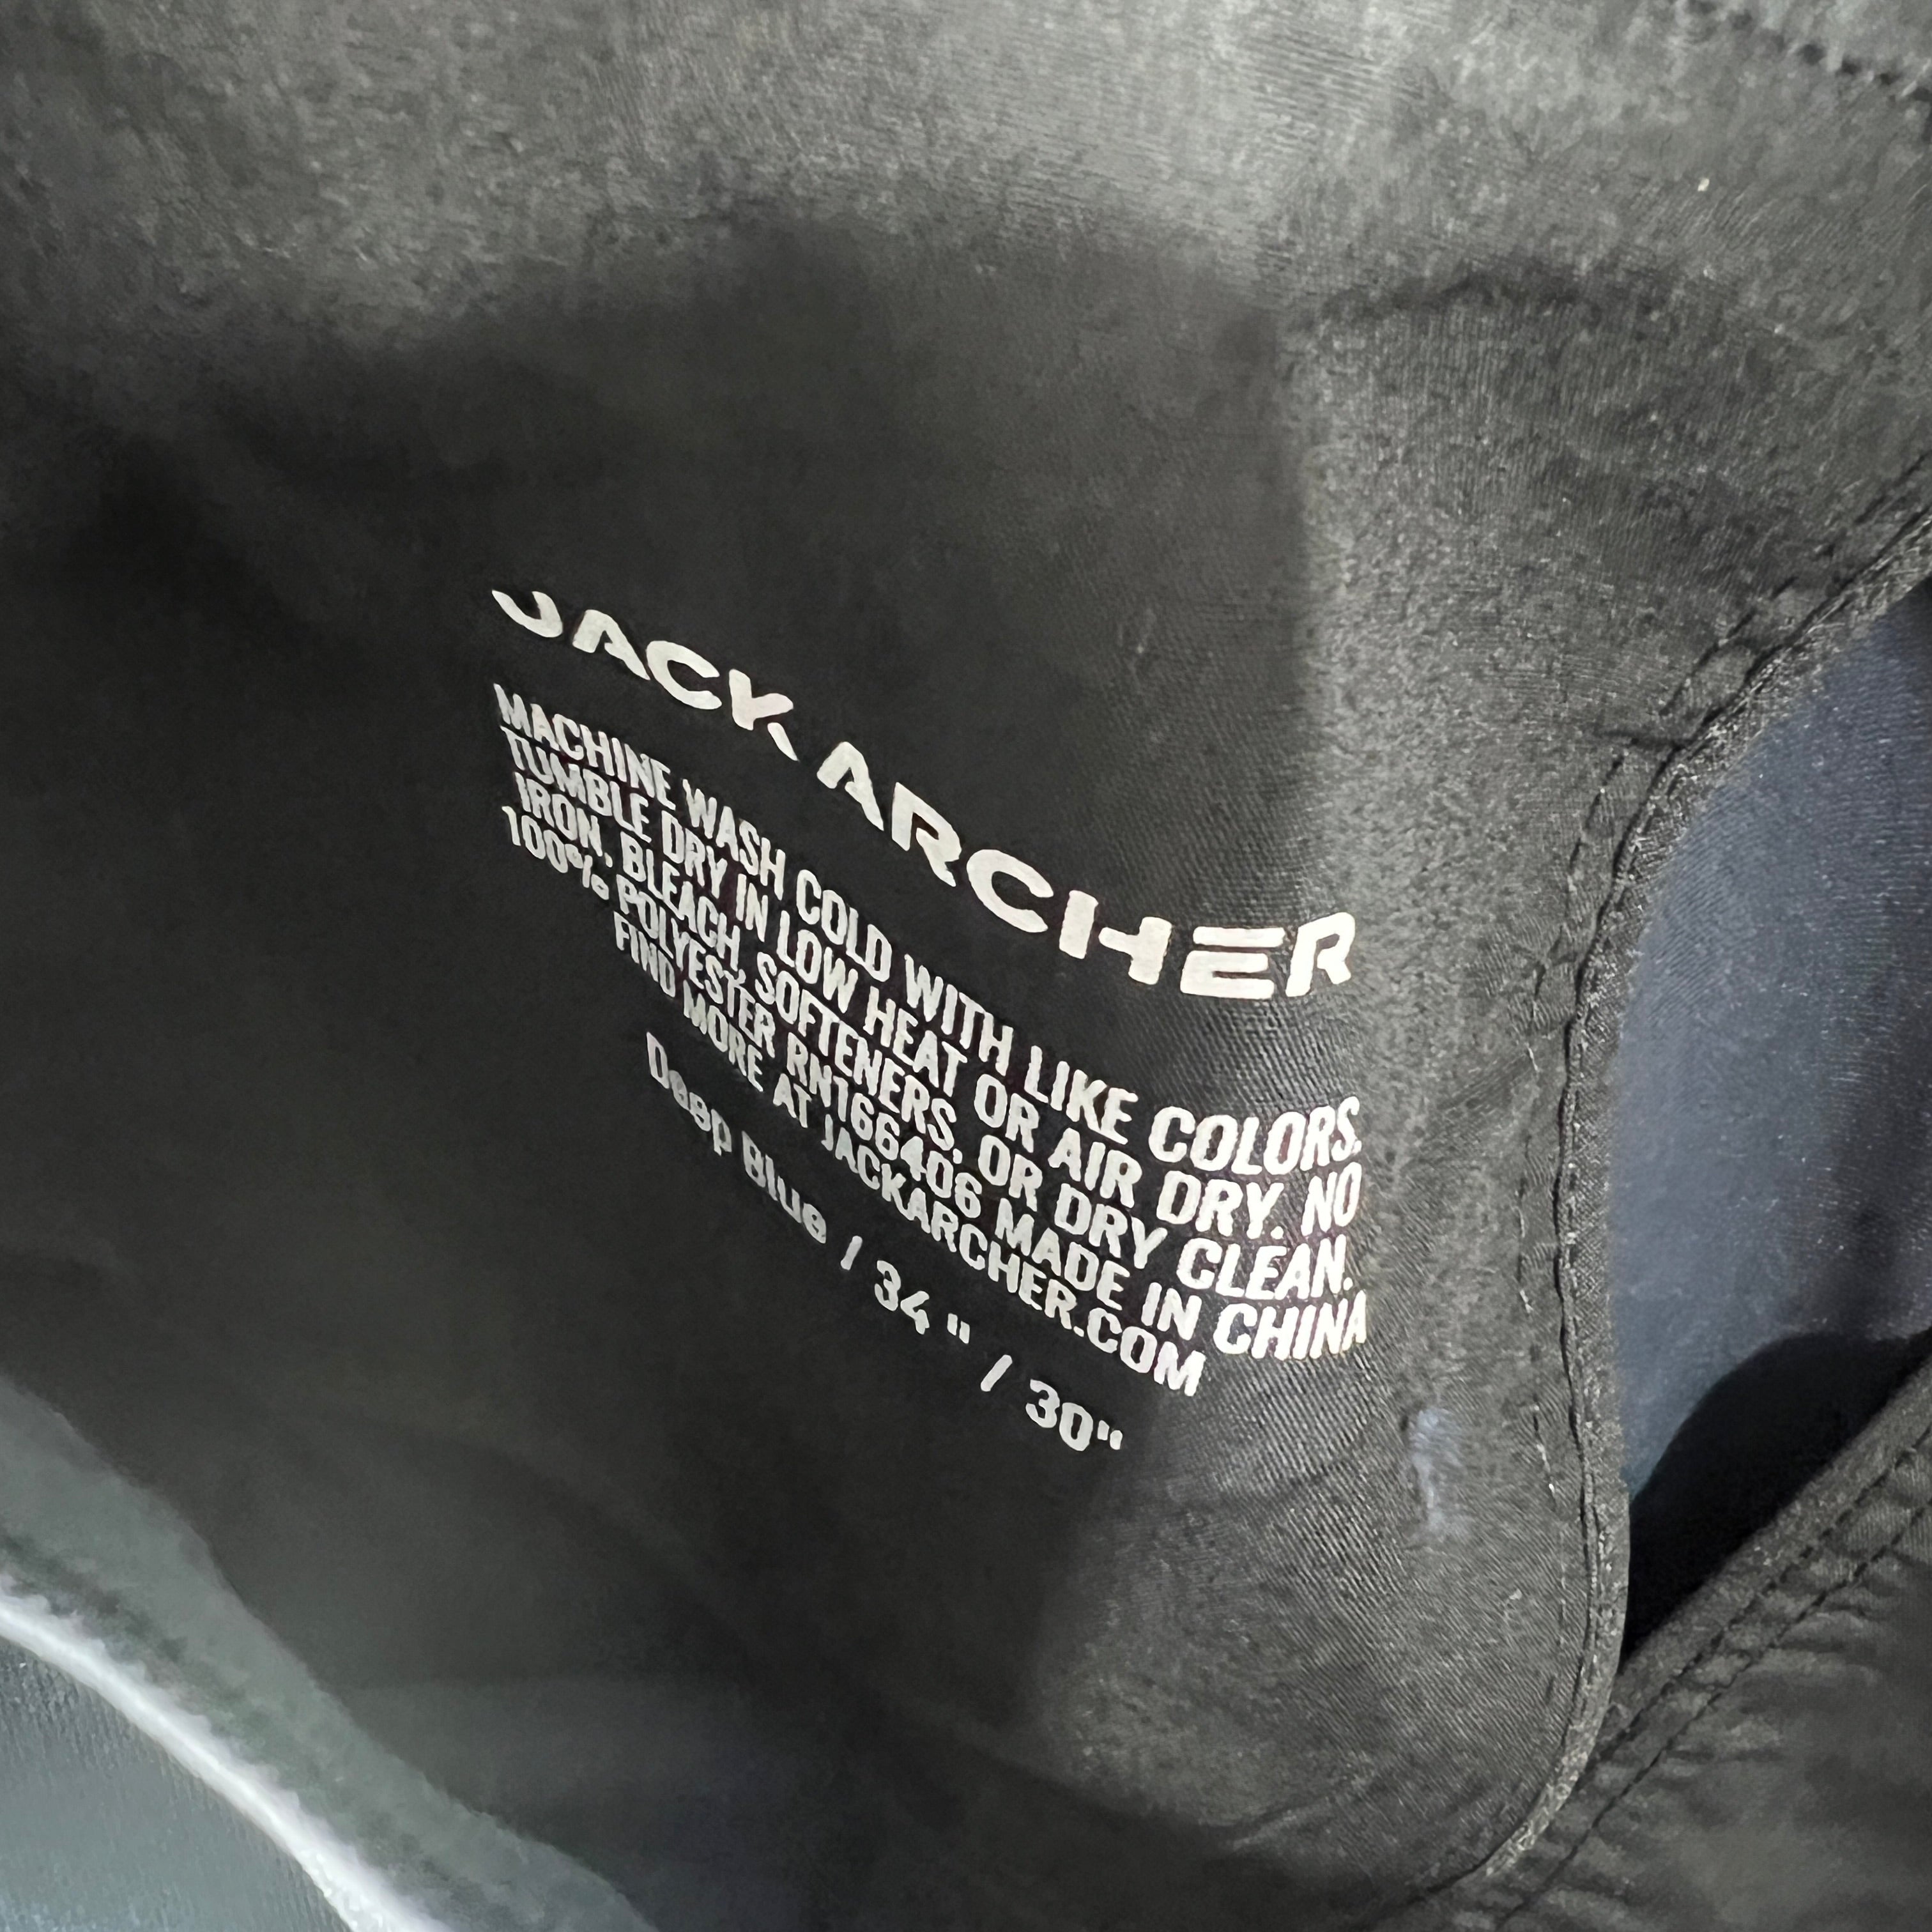 JACK ARCHER
MACHINE WASH COLD WITH LIKE COLORS.
TUMBLE DRY IN LOW HEAT OR AIR DRY. NO
IRON, BLEACH, SOFTENERS, OR DRY CLEAN.
100% POLYESTER RN166406 MADE IN CHINA
FIND MORE AT JACKARCHER.COM
Deep Blue / 34" / 30"